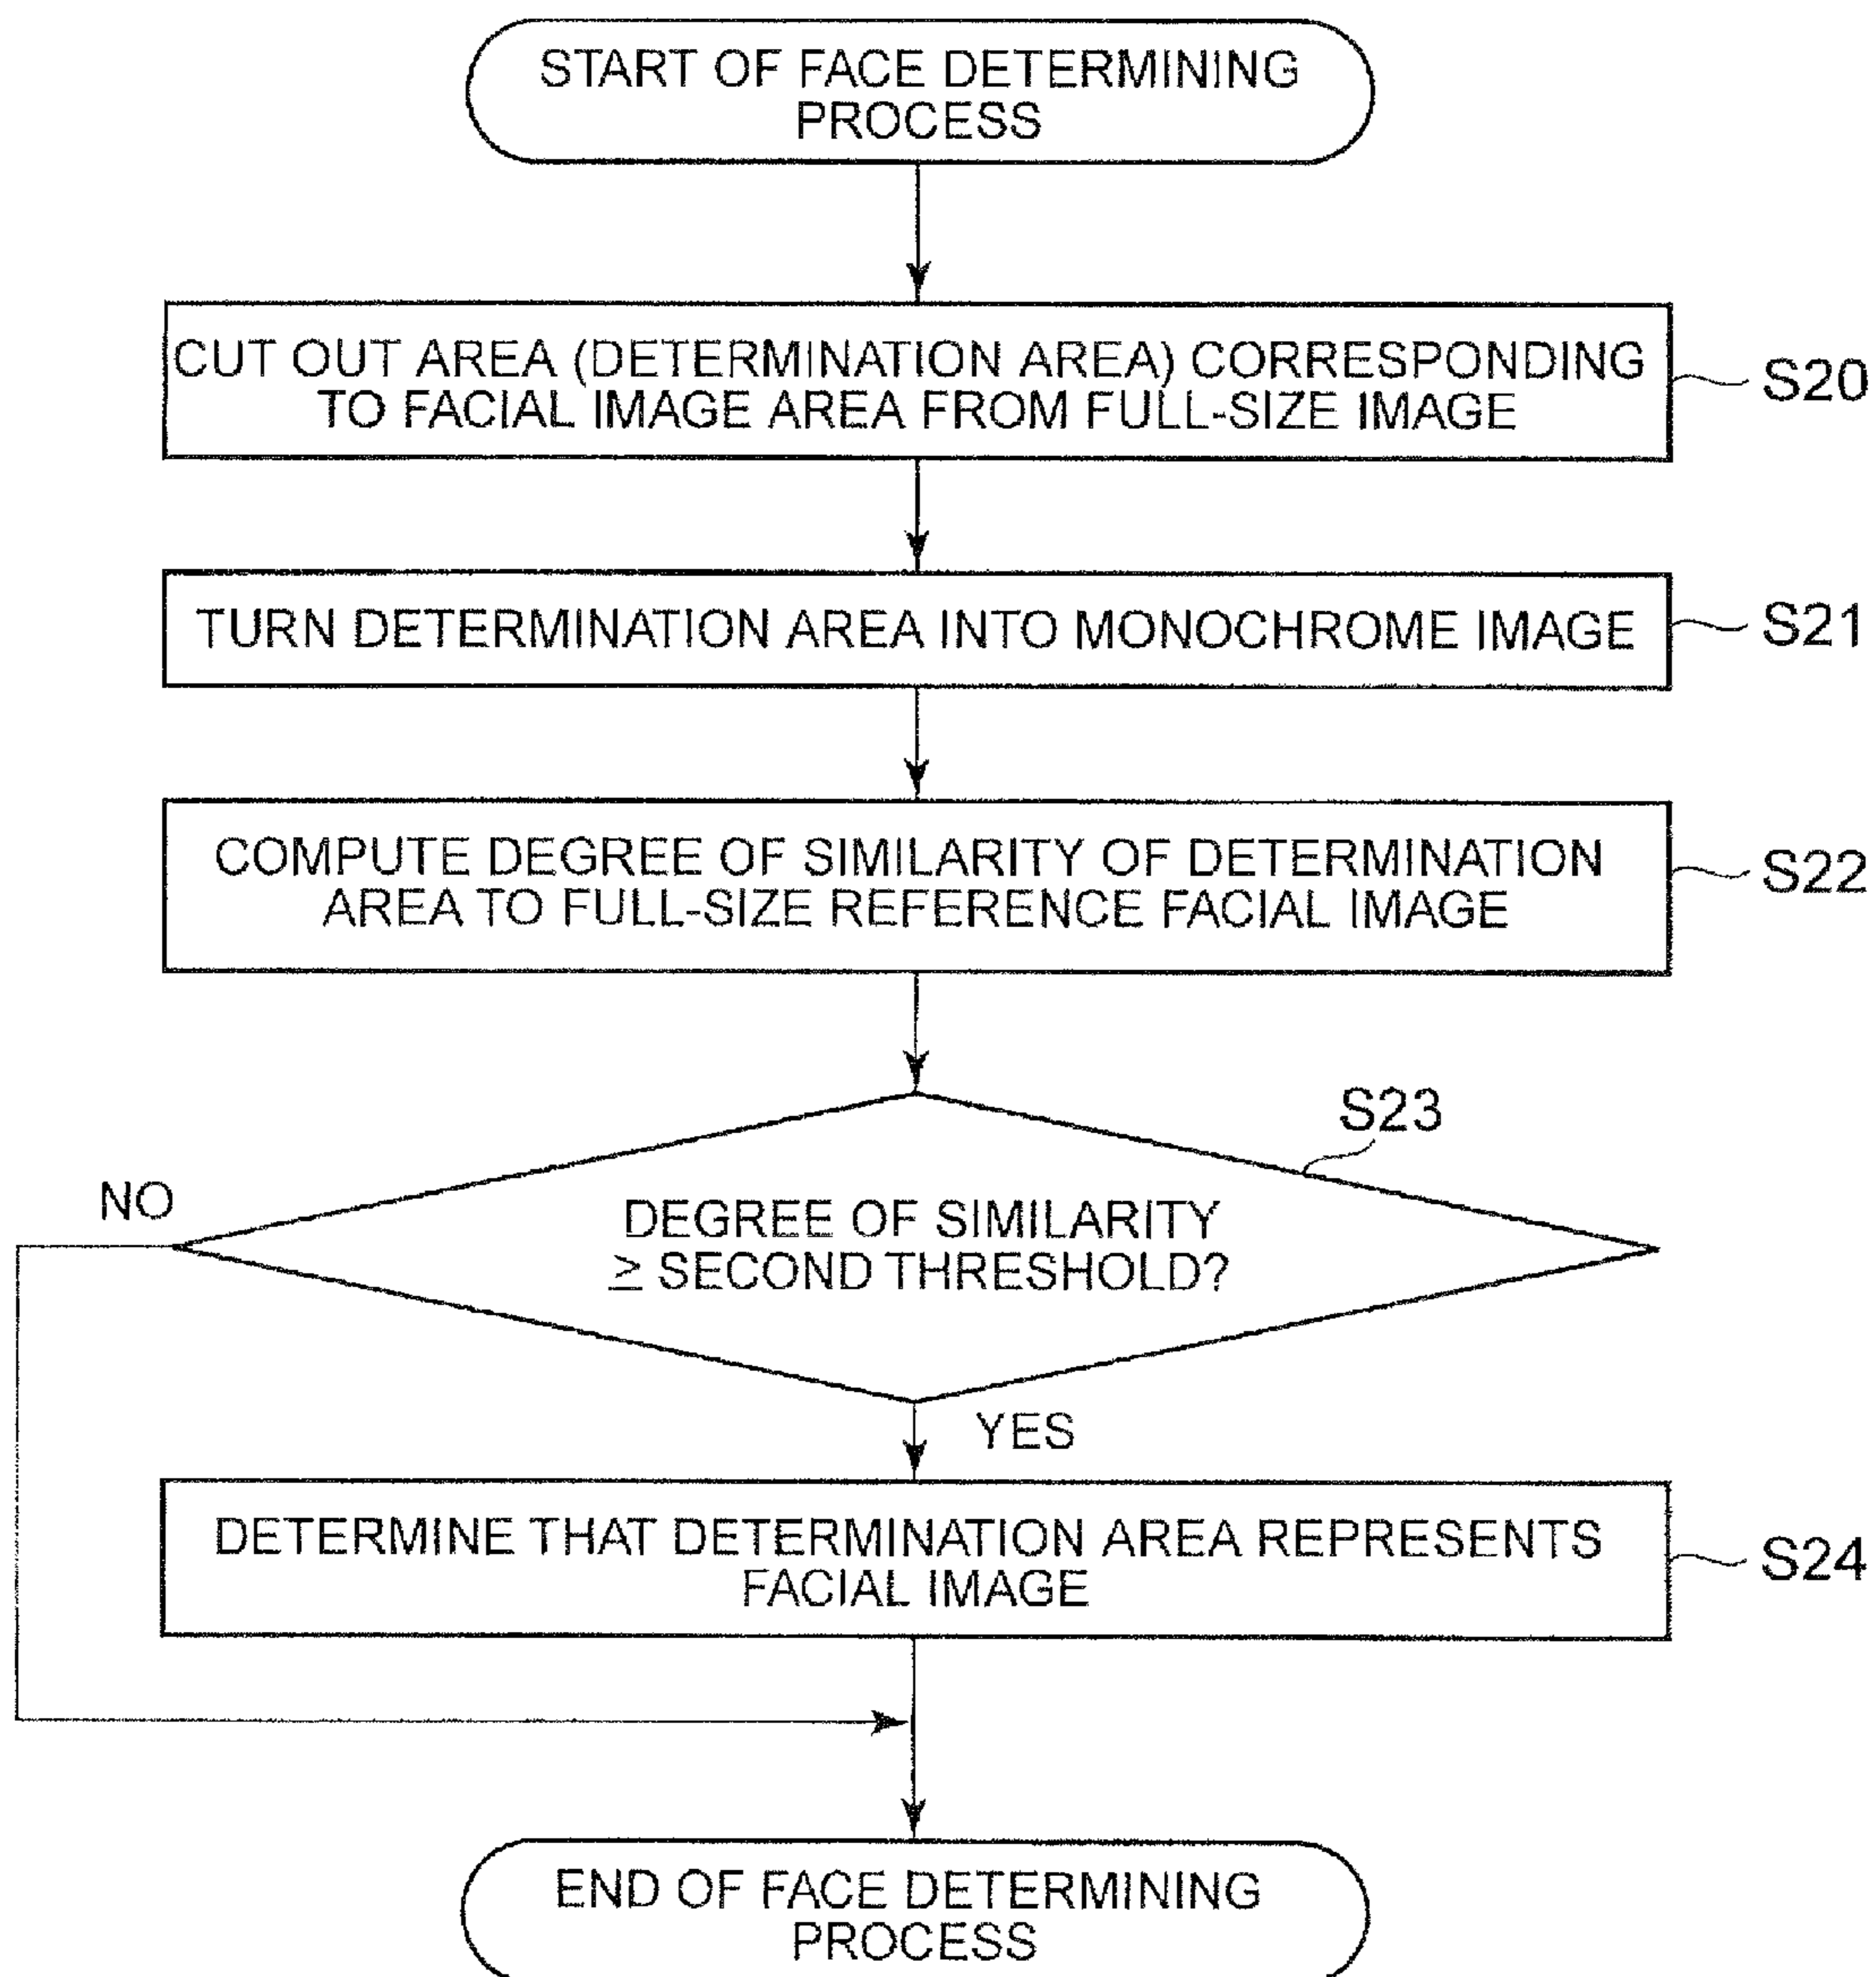 START OF FACE DETERMINING
PROCESS
CUT OUT AREA (DETERMINATION AREA) CORRESPONDING
TO FACIAL IMAGE AREA FROM FULL-SIZE IMAGE
S20
TURN DETERMINATION AREA INTO MONOCHROME IMAGE
S21
COMPUTE DEGREE OF SIMILARITY OF DETERMINATION
AREA TO FULL-SIZE REFERENCE FACIAL IMAGE
S22
S23
NO
DEGREE OF SIMILARITY
≥ SECOND THRESHOLD?
YES
DETERMINE THAT DETERMINATION AREA REPRESENTS
FACIAL IMAGE
S24
END OF FACE DETERMINING
PROCESS